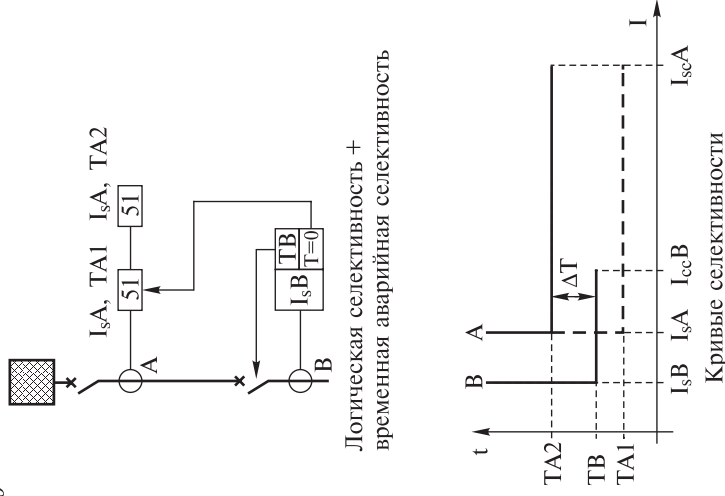 IsA, TA1 IsA, TA2
51
51
A
TB
IsB
T=0
B
Логическая селективность +
временная аварийная селективность
t
B
A
ΔT
TA2
TB
TA1
I
IsB
IsA
IccB
IscA
Кривые селективности